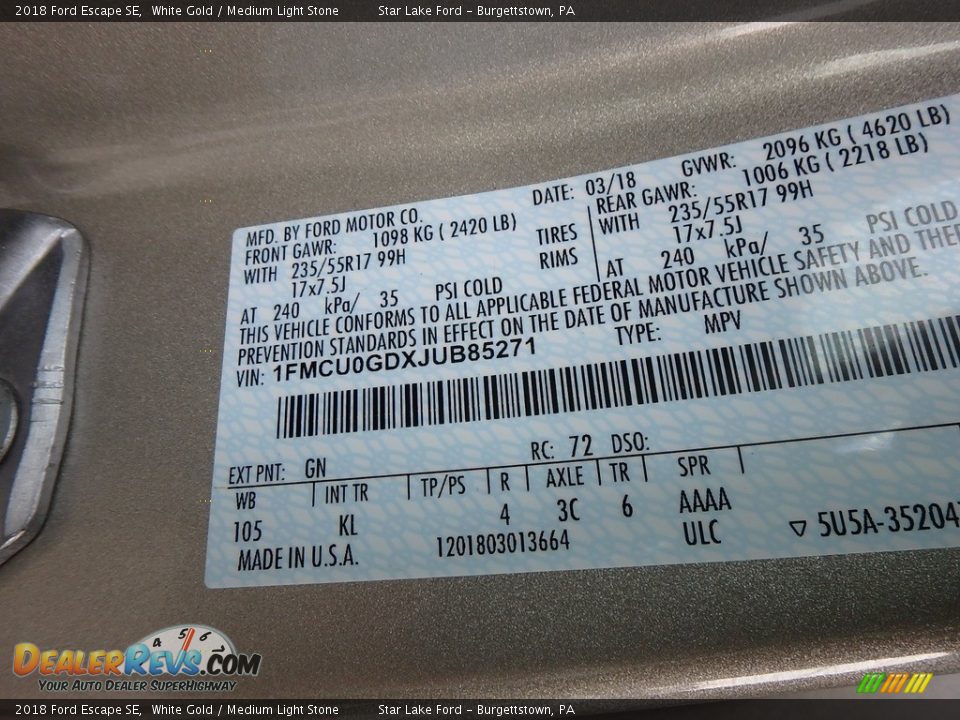 2018 Ford Escape SE, White Gold / Medium Light Stone Star Lake Ford - Burgettstown, PA
MFD. BY FORD MOTOR CO. DATE: 03/18 GVWR: 2096 KG ( 4620 LB)
FRONT GAWR: 1098 KG ( 2420 LB) REAR GAWR: 1006 KG ( 2218 LB)
WITH 235/55R17 99H TIRES WITH 235/55R17 99H
17x7.5J RIMS 17x7.5J
AT 240 kPa/ 35 PSI COLD AT 240 kPa/ 35 PSI COLD
THIS VEHICLE CONFORMS TO ALL APPLICABLE FEDERAL MOTOR VEHICLE SAFETY AND
PREVENTION STANDARDS IN EFFECT ON THE DATE OF MANUFACTURE SHOWN ABOVE.
VIN: 1FMCU0GDXJUB85271 TYPE: MPV
EXT PNT: GN RC: 72 DSO:
WB INT TR TP/PS R AXLE TR SPR
105 KL 4 3C 6 AAAA
MADE IN U.S.A. 1201803013664 ULC ▽ 5U5A-35204
4 5 6 7
DEALERREVS.COM
YOUR AUTO DEALER SUPERHIGHWAY
2018 Ford Escape SE, White Gold / Medium Light Stone Star Lake Ford - Burgettstown, PA